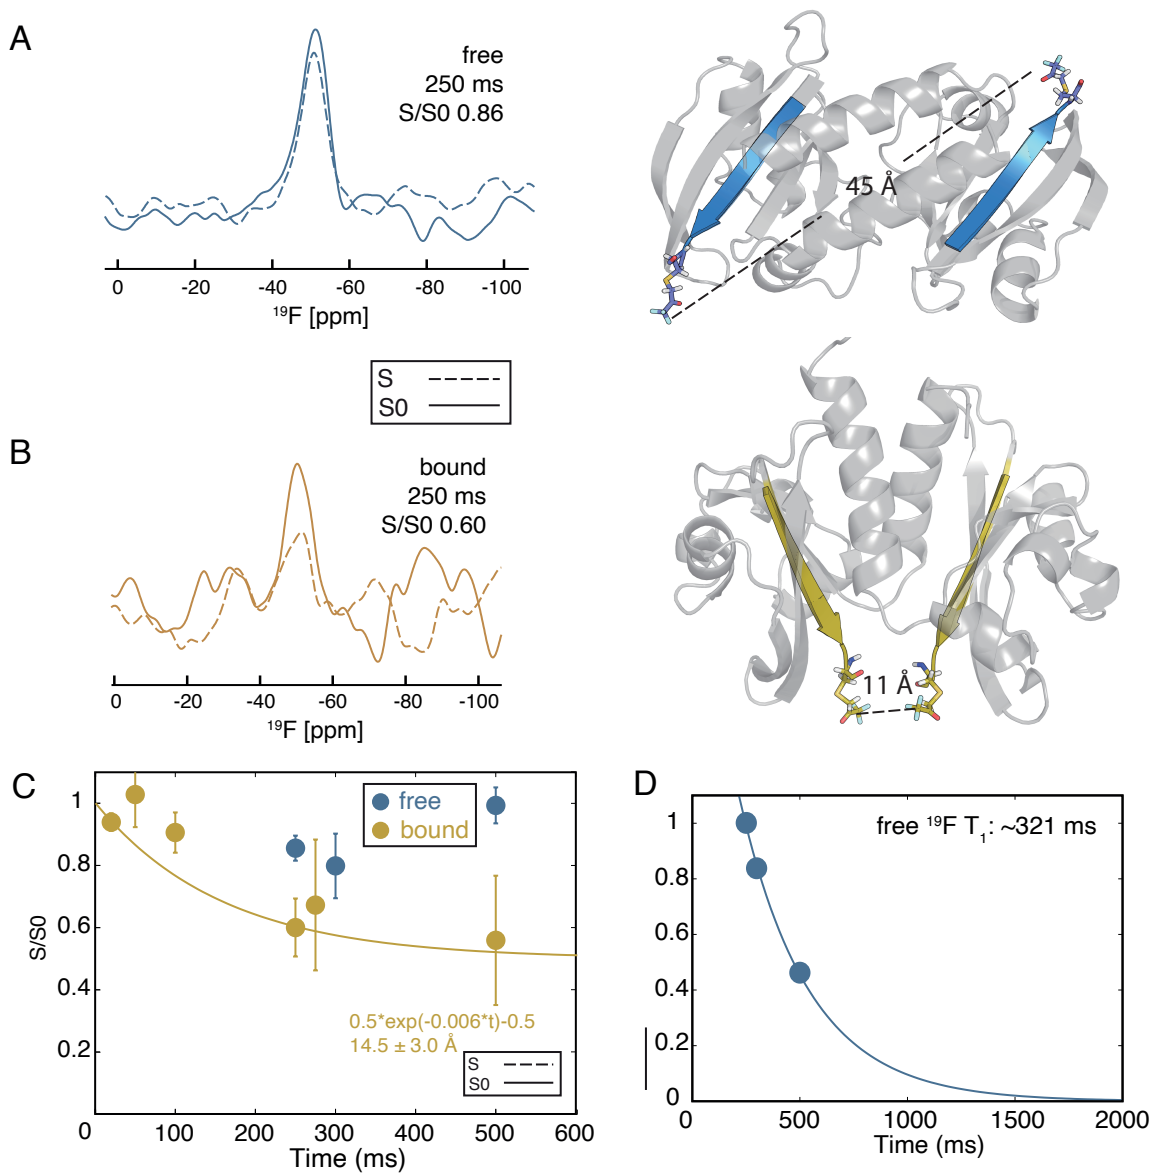 A
free
250 ms
S/S0 0.86
45 Å
0 -20 -40 -60 -80 -100
¹⁹F [ppm]
S
S0
B
bound
250 ms
S/S0 0.60
11 Å
0 -20 -40 -60 -80 -100
¹⁹F [ppm]
C
free
bound
1
0.8
0.6
0.4
0.2
S/S0
0.5*exp(-0.006*t)-0.5
14.5 ± 3.0 Å
S
S0
0 100 200 300 400 500 600
Time (ms)
D
free ¹⁹F T₁: ~321 ms
1
0.8
0.6
0.4
0.2
0
0 500 1000 1500 2000
Time (ms)